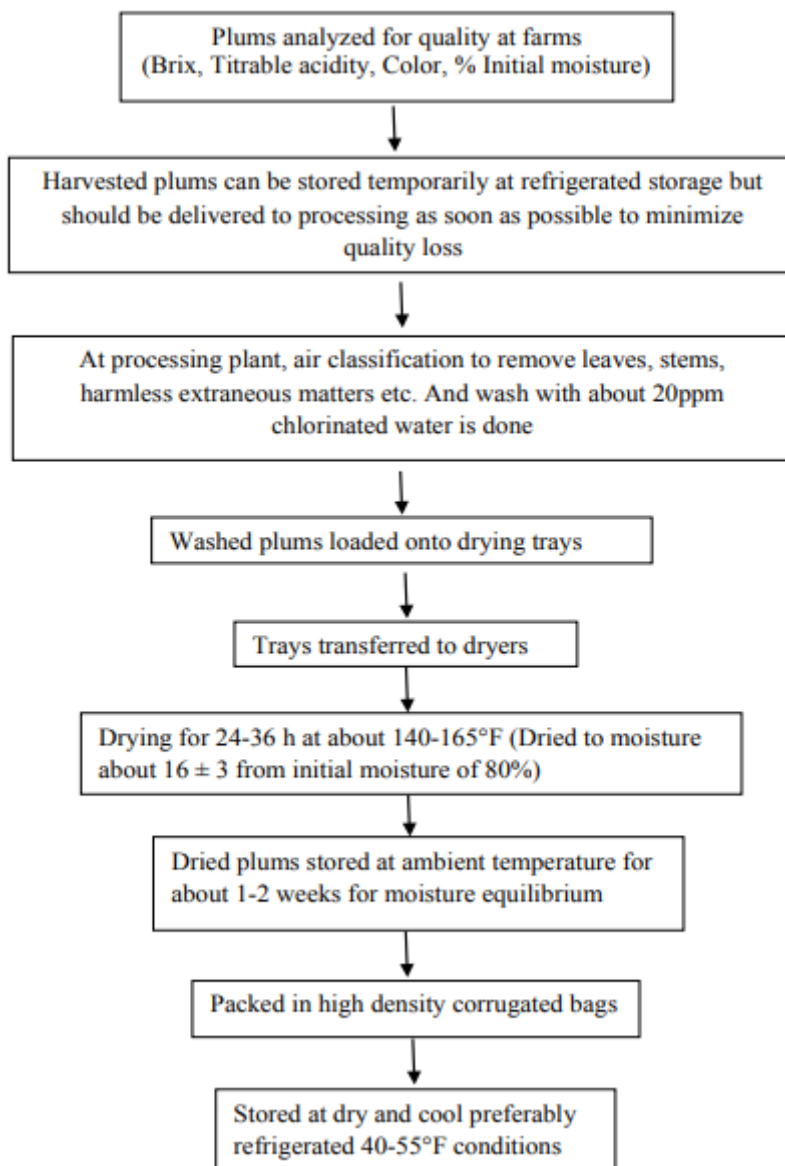 Plums analyzed for quality at farms
(Brix, Titrable acidity, Color, % Initial moisture)
Harvested plums can be stored temporarily at refrigerated storage but
should be delivered to processing as soon as possible to minimize
quality loss
At processing plant, air classification to remove leaves, stems,
harmless extraneous matters etc. And wash with about 20ppm
chlorinated water is done
Washed plums loaded onto drying trays
Trays transferred to dryers
Drying for 24-36 h at about 140-165°F (Dried to moisture
about 16 ± 3 from initial moisture of 80%)
Dried plums stored at ambient temperature for
about 1-2 weeks for moisture equilibrium
Packed in high density corrugated bags
Stored at dry and cool preferably
refrigerated 40-55°F conditions